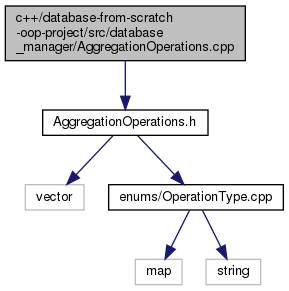 c++/database-from-scratch
-oop-project/src/database
_manager/AggregationOperations.cpp
AggregationOperations.h
vector
enums/OperationType.cpp
map
string